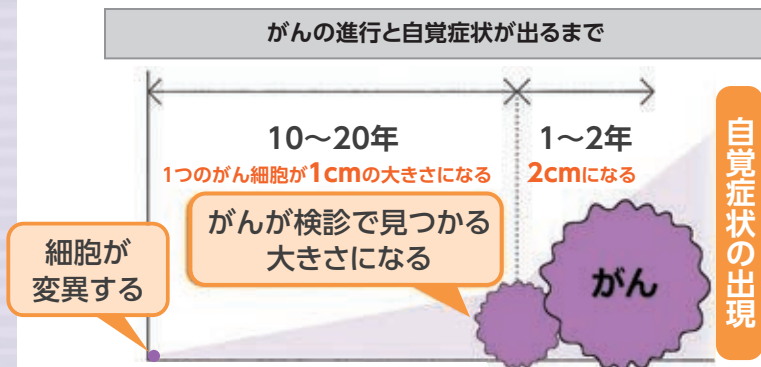 がんの進行と自覚症状が出るまで
10～20年
1つのがん細胞が1cmの大きさになる
1～2年
2cmになる
がんが検診で見つかる
大きさになる
細胞が
変異する
がん
自覚症状の出現